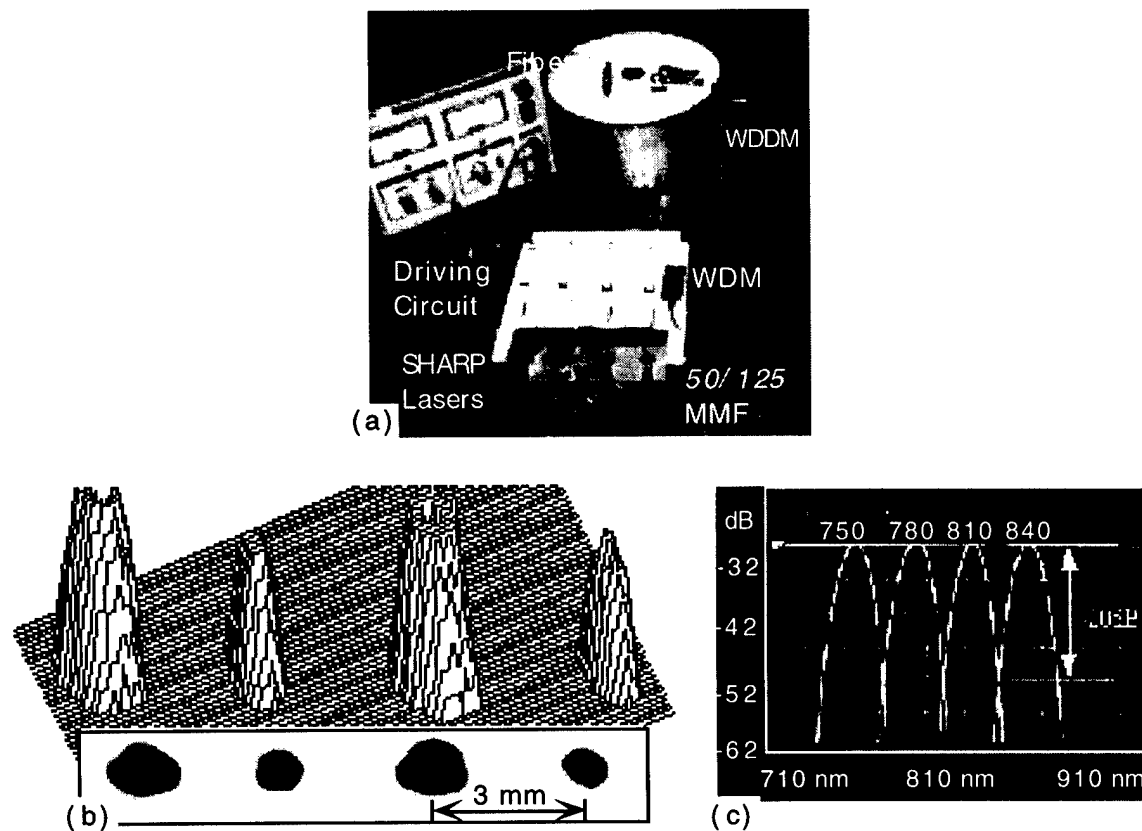 Fiber
WDDM
Driving
Circuit
WDM
SHARP
Lasers
50/125
MMF
(a)
(b)
3 mm
dB
750 780 810 840
-32
-42
-52
-62
710 nm 810 nm 910 nm
(c)